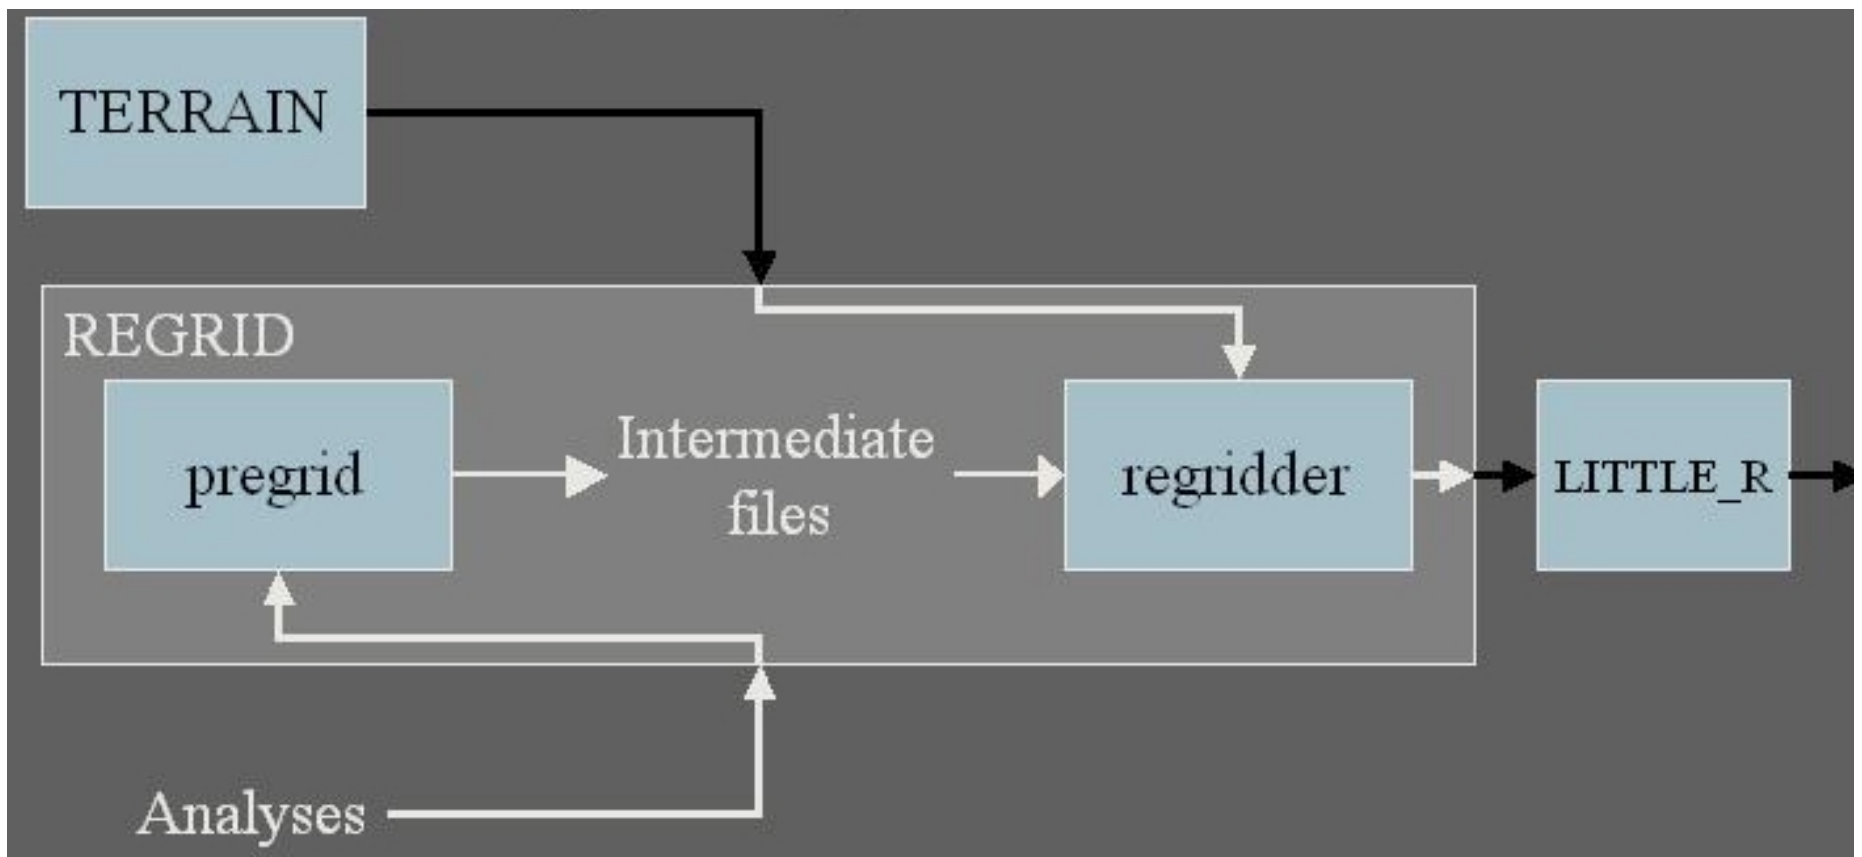 TERRAIN
REGRID
pregrid
Intermediate
files
regridder
LITTLE_R
Analyses